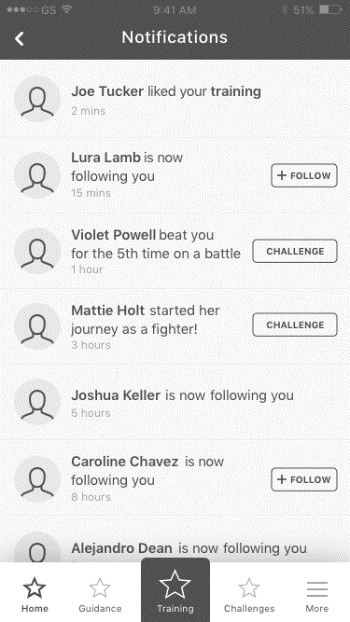 GS 9:41 AM 51%
Notifications
Joe Tucker liked your training
2 mins
Lura Lamb is now
following you
15 mins
+ FOLLOW
Violet Powell beat you
for the 5th time on a battle
1 hour
CHALLENGE
Mattie Holt started her
journey as a fighter!
3 hours
CHALLENGE
Joshua Keller is now following you
5 hours
Caroline Chavez is now
following you
8 hours
+ FOLLOW
Alejandro Dean is now following you
Home Guidance Training Challenges More